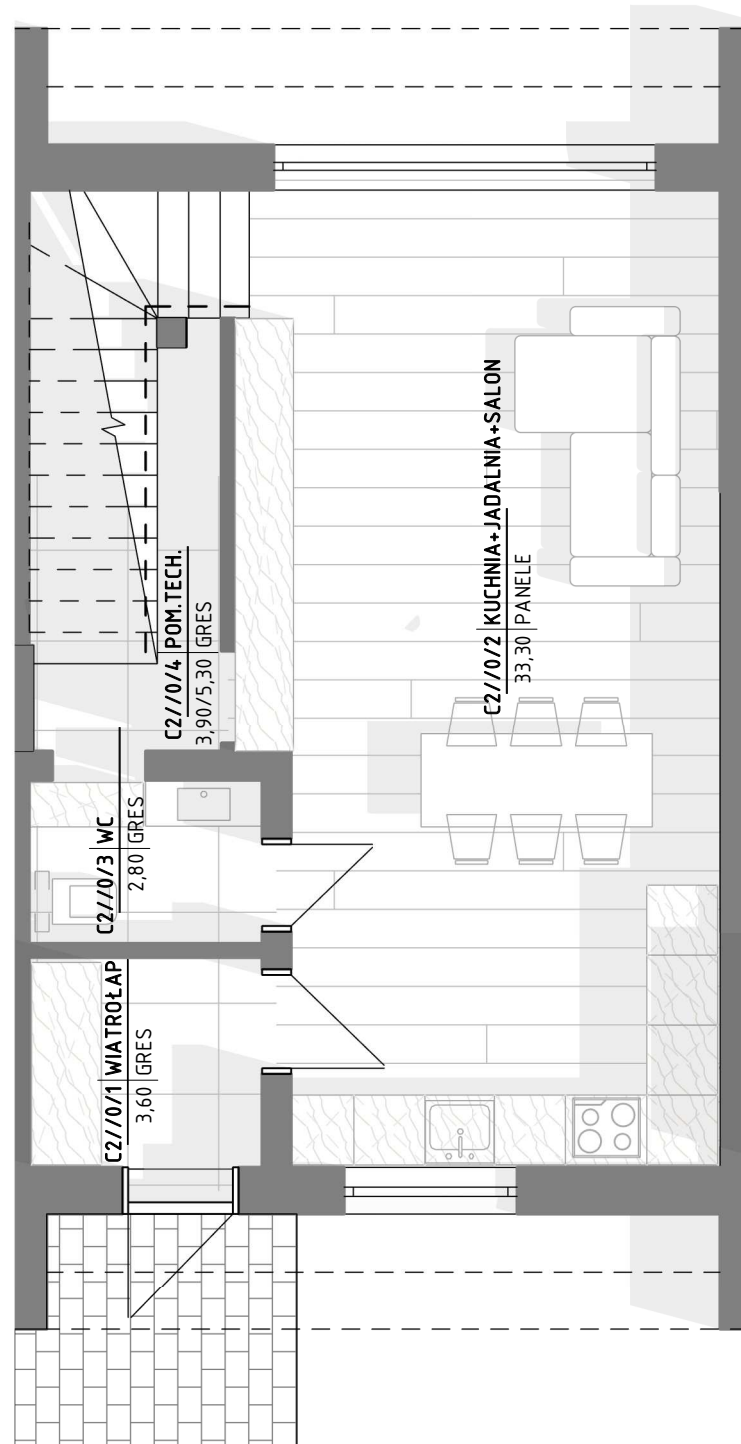 C2//0/1 WIATROŁAP
3,60 GRES
C2//0/3 WC
2,80 GRES
C2//0/4 POM.TECH.
3,90/5,30 GRES
C2//0/2 KUCHNIA+JADALNIA+SALON
33,30 PANELE